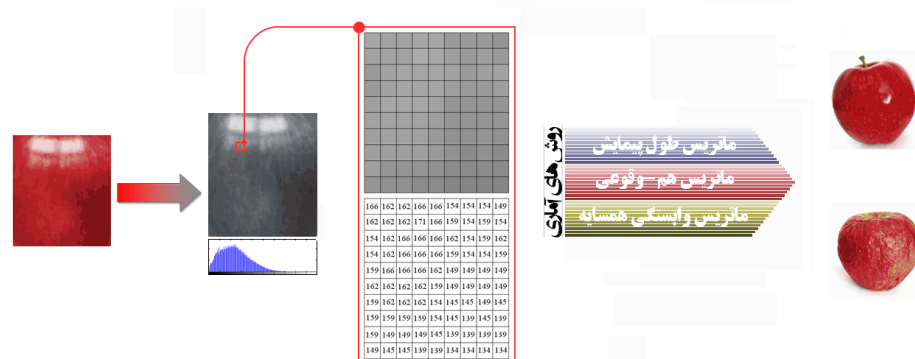 166 162 162 166 166 154 154 154 149
162 162 162 171 166 159 154 159 154
154 162 166 166 166 162 154 159 162
154 162 166 166 166 159 154 154 159
159 166 166 166 162 149 149 149 149
162 162 162 162 159 149 149 149 149
159 162 162 162 154 145 145 149 145
159 159 159 159 154 145 139 145 139
159 149 149 149 145 139 139 139 139
149 145 145 139 139 134 134 134 134
روش های آماری
ماتریس طول پیمایش
ماتریس هم-وقوعی
ماتریس وابستگی همسایه